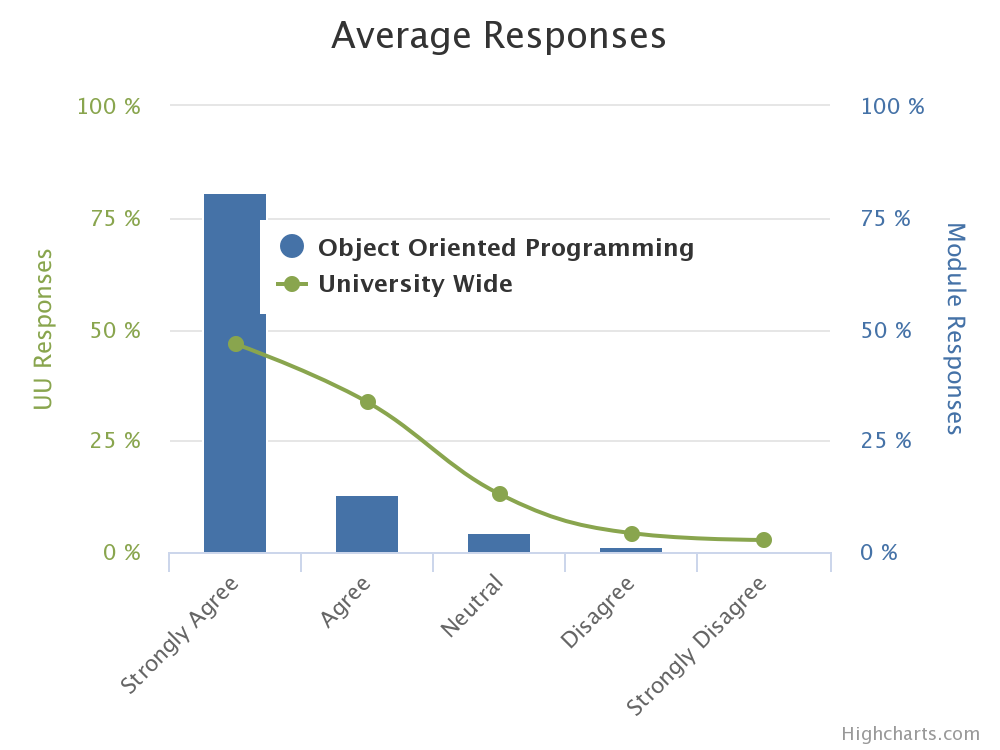 Average Responses
100 %
75 %
50 %
25 %
0 %
UU Responses
100 %
75 %
50 %
25 %
0 %
Module Responses
Object Oriented Programming
University Wide
Strongly Agree
Agree
Neutral
Disagree
Strongly Disagree
Highcharts.com